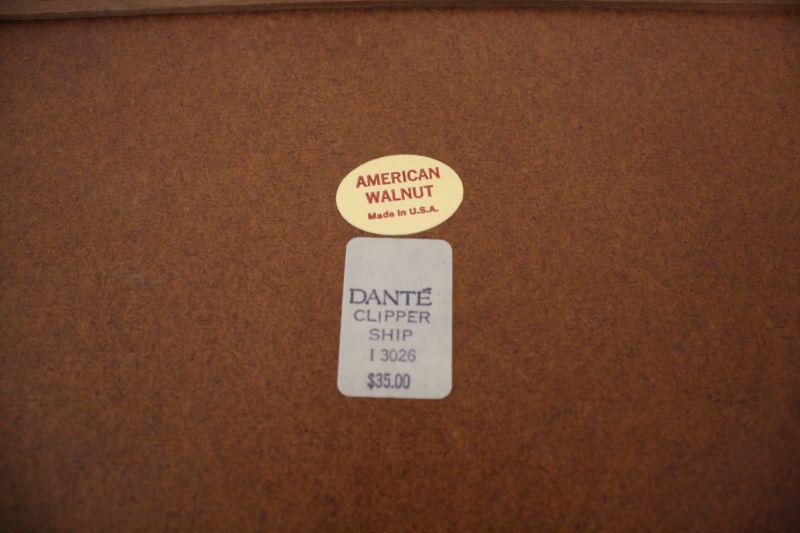 AMERICAN
WALNUT
Made in U.S.A.
DANTÉ
CLIPPER
SHIP
I 3026
$35.00